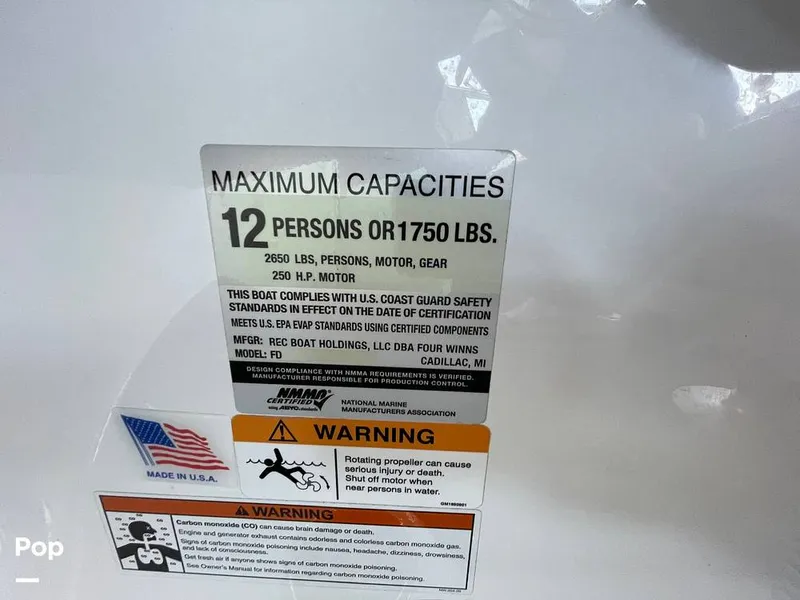 MAXIMUM CAPACITIES
12 PERSONS OR 1750 LBS.
2650 LBS, PERSONS, MOTOR, GEAR
250 H.P. MOTOR
THIS BOAT COMPLIES WITH U.S. COAST GUARD SAFETY
STANDARDS IN EFFECT ON THE DATE OF CERTIFICATION
MEETS U.S. EPA EVAP STANDARDS USING CERTIFIED COMPONENTS
MFGR: REC BOAT HOLDINGS, LLC DBA FOUR WINNS
MODEL: FD CADILLAC, MI
DESIGN COMPLIANCE WITH NMMA REQUIREMENTS IS VERIFIED.
MANUFACTURER RESPONSIBLE FOR PRODUCTION CONTROL.
NMMA
CERTIFIED
using ABYC standards
NATIONAL MARINE
MANUFACTURERS ASSOCIATION
MADE IN U.S.A.
WARNING
Rotating propeller can cause
serious injury or death.
Shut off motor when
near persons in water.
WARNING
Carbon monoxide (CO) can cause brain damage or death.
Engine and generator exhaust contains odorless and colorless carbon monoxide gas.
Signs of carbon monoxide poisoning include nausea, headache, dizziness, drowsiness,
and lack of consciousness.
Get fresh air if anyone shows signs of carbon monoxide poisoning.
See Owner's Manual for information regarding carbon monoxide poisoning.
Pop